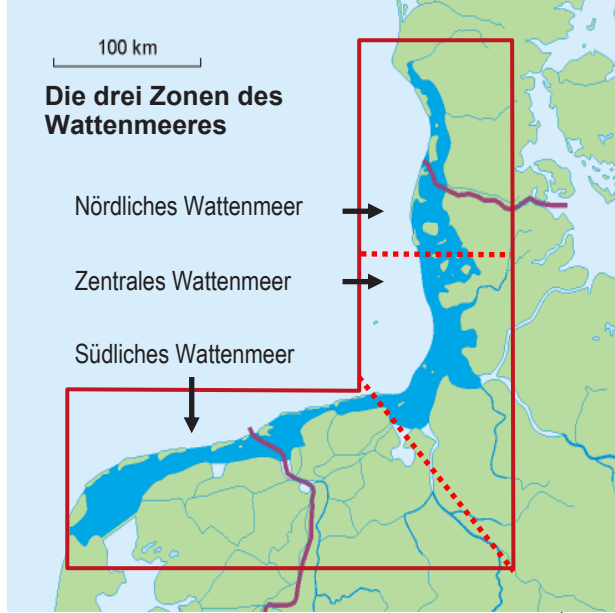 100 km
Die drei Zonen des
Wattenmeeres
Nördliches Wattenmeer
Zentrales Wattenmeer
Südliches Wattenmeer